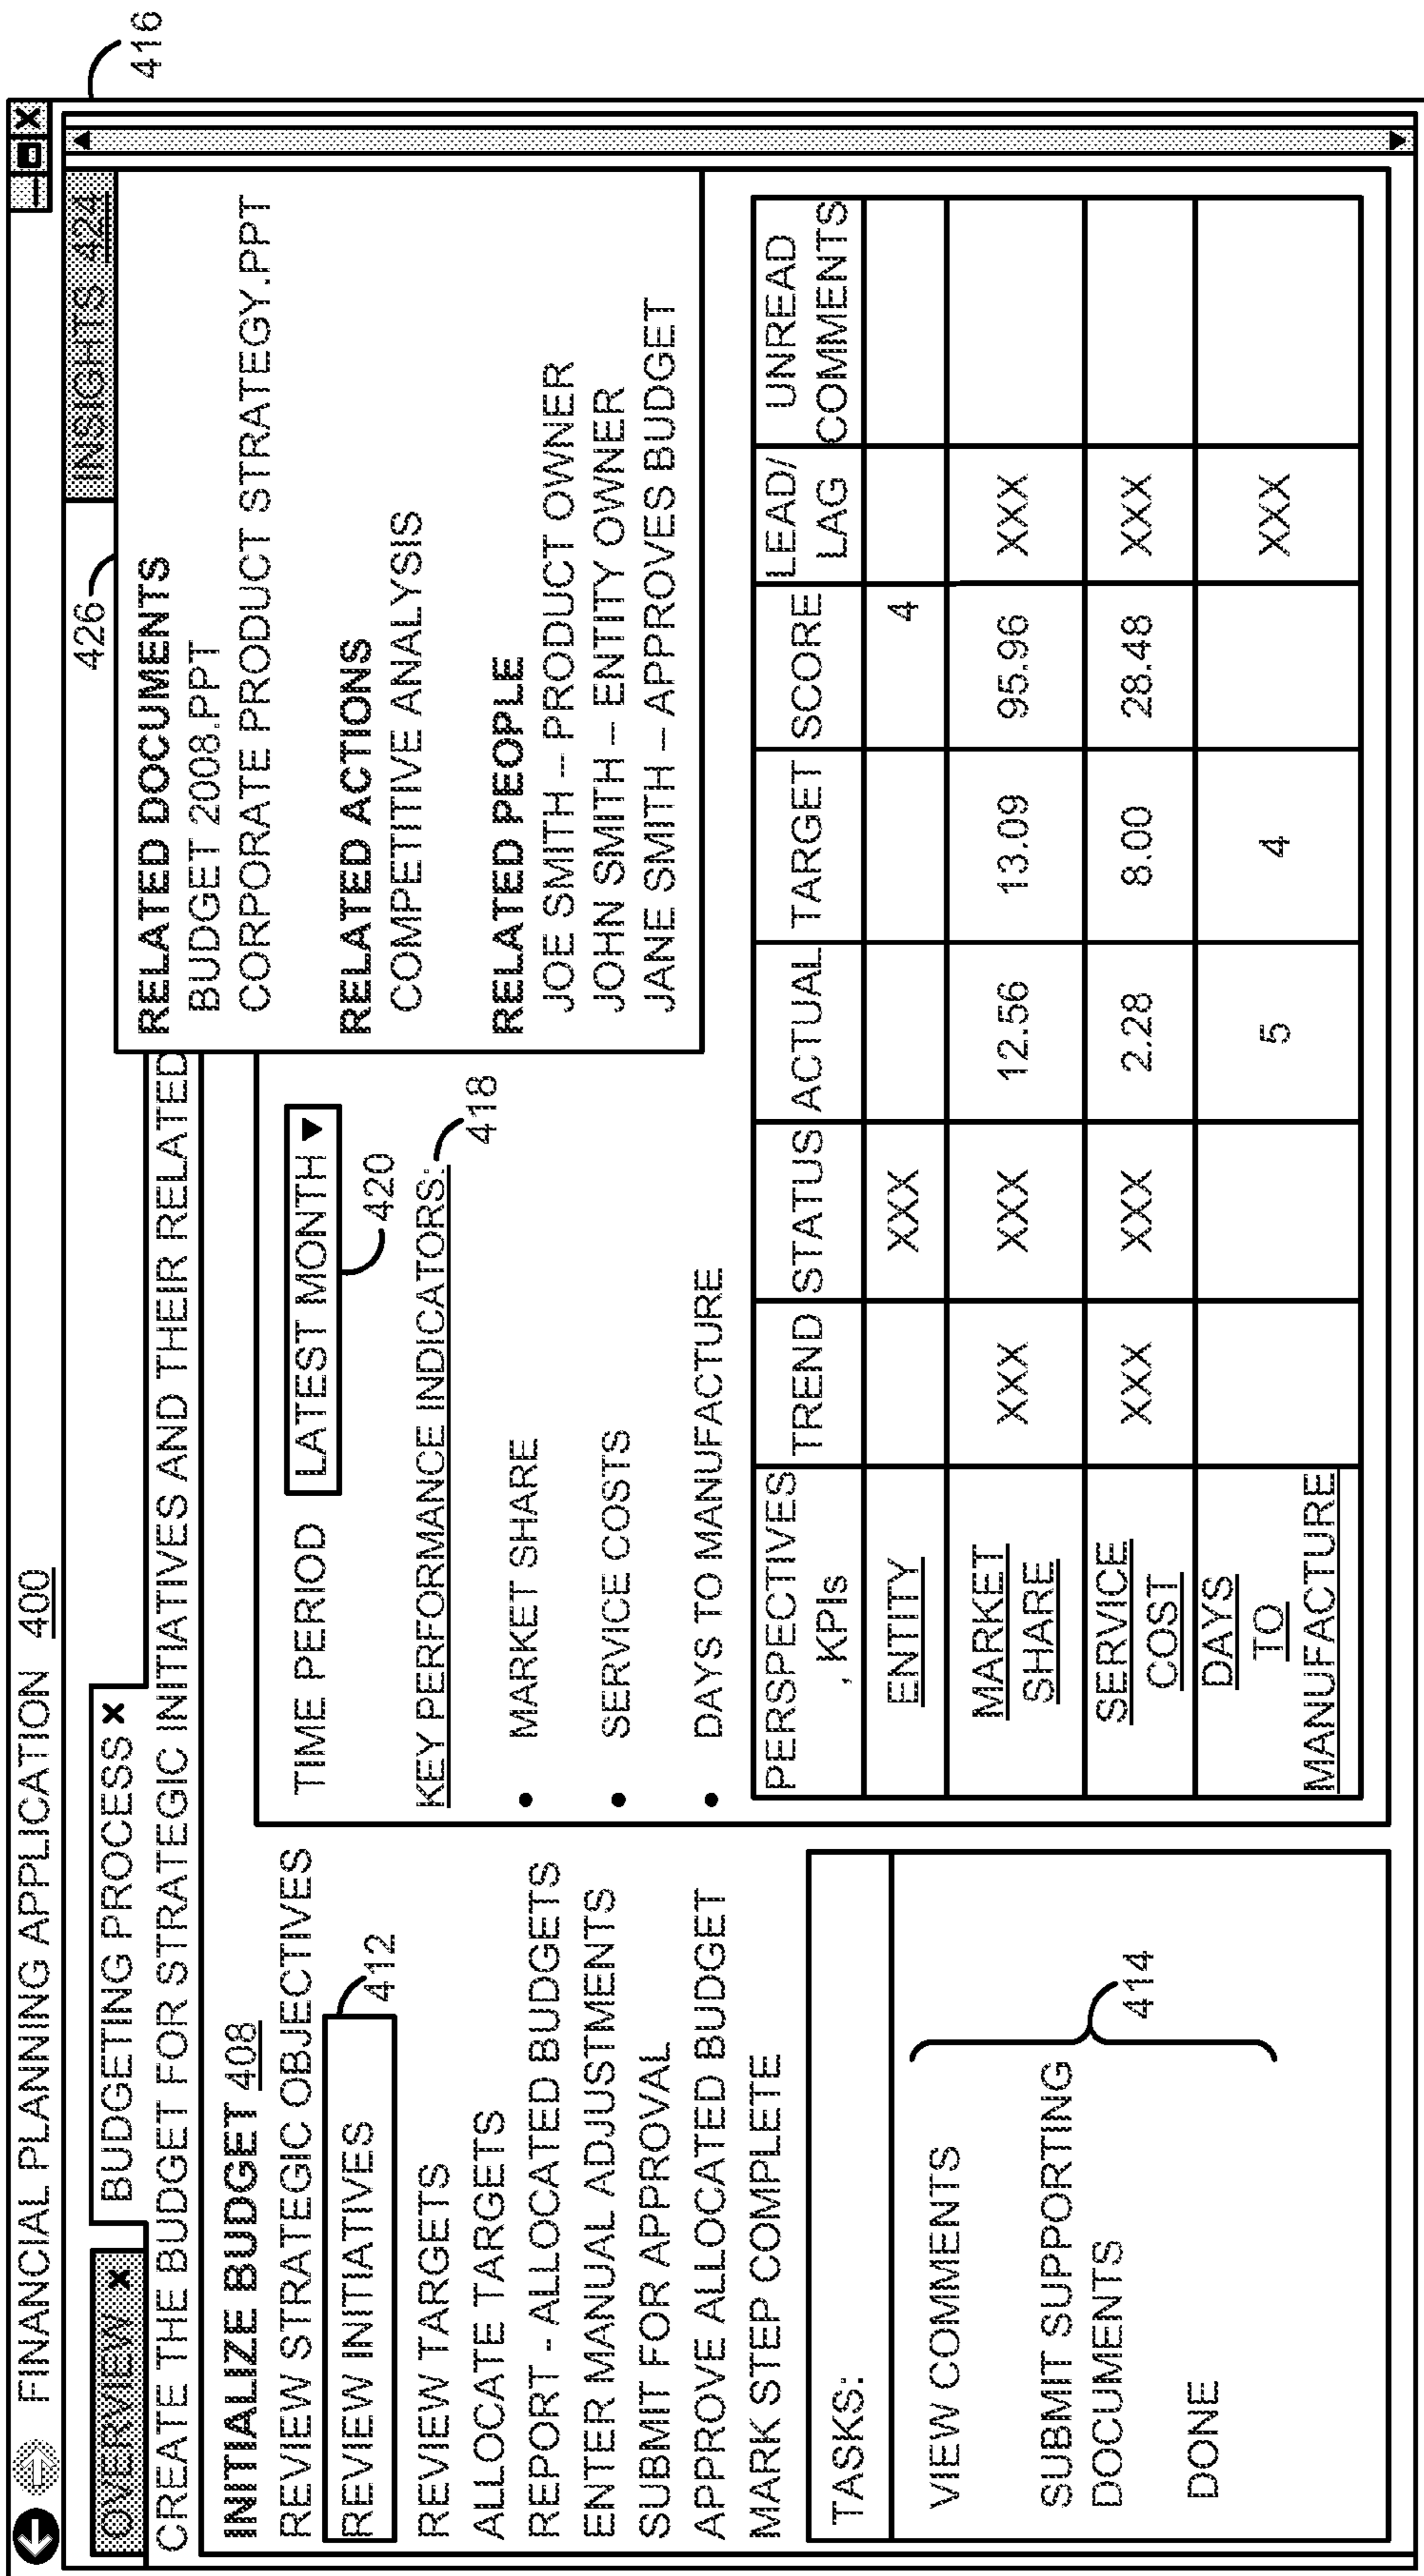 FINANCIAL PLANNING APPLICATION 400
416
OVERVIEW x
BUDGETING PROCESS x
426
INSIGHTS 424
CREATE THE BUDGET FOR STRATEGIC INITIATIVES AND THEIR RELATED
INITIALIZE BUDGET 408
REVIEW STRATEGIC OBJECTIVES
REVIEW INITIATIVES
412
REVIEW TARGETS
ALLOCATE TARGETS
REPORT - ALLOCATED BUDGETS
ENTER MANUAL ADJUSTMENTS
SUBMIT FOR APPROVAL
APPROVE ALLOCATED BUDGET
MARK STEP COMPLETE
TASKS:
VIEW COMMENTS
SUBMIT SUPPORTING
DOCUMENTS
DONE
414
TIME PERIOD LATEST MONTH ▼
420
KEY PERFORMANCE INDICATORS:
418
• MARKET SHARE
• SERVICE COSTS
• DAYS TO MANUFACTURE
RELATED DOCUMENTS
BUDGET 2008.PPT
CORPORATE PRODUCT STRATEGY.PPT
RELATED ACTIONS
COMPETITIVE ANALYSIS
RELATED PEOPLE
JOE SMITH -- PRODUCT OWNER
JOHN SMITH – ENTITY OWNER
JANE SMITH – APPROVES BUDGET
PERSPECTIVES TREND STATUS ACTUAL TARGET SCORE LEAD/ UNREAD
, KPIs LAG COMMENTS
ENTITY XXX 4
MARKET XXX XXX 12.56 13.09 95.96 XXX
SHARE
SERVICE XXX XXX 2.28 8.00 28.48 XXX
COST
DAYS
TO 5 4 XXX
MANUFACTURE